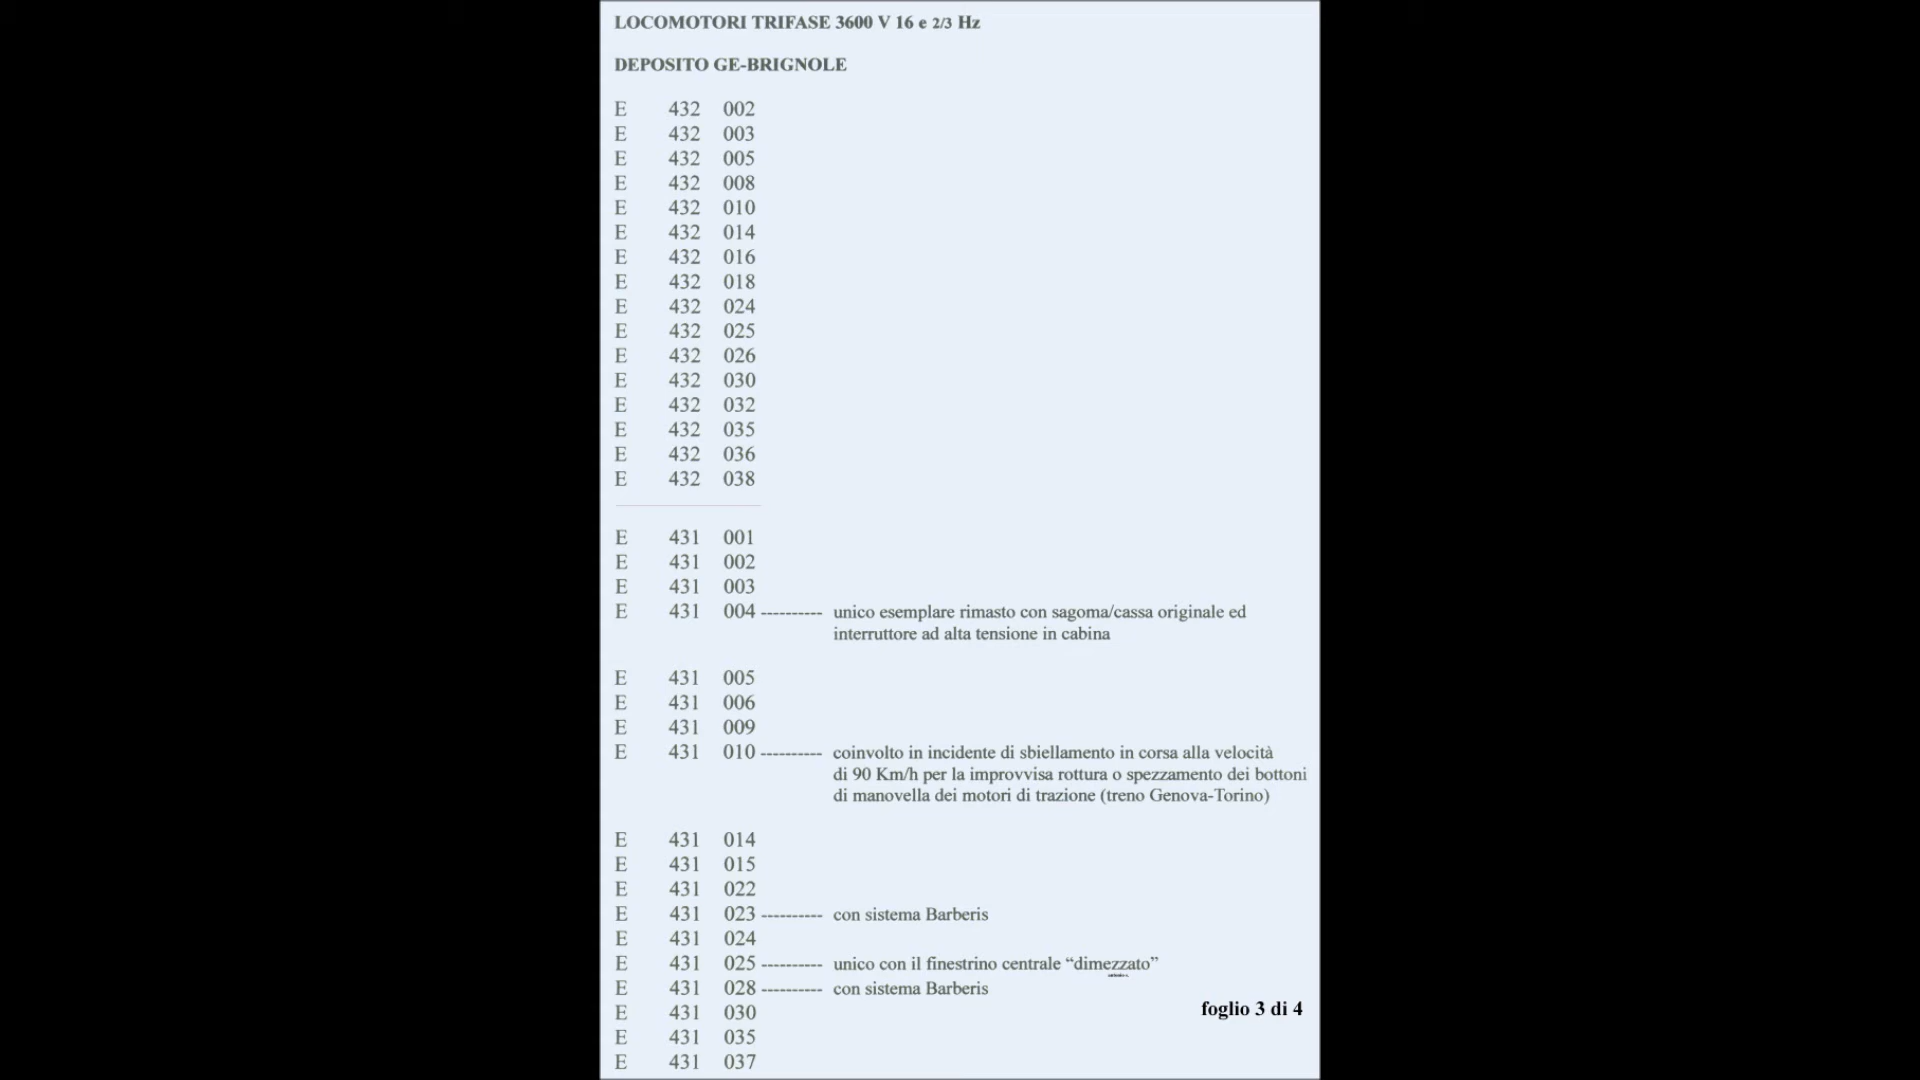 LOCOMOTORI TRIFASE 3600 V 16 e 2/3 Hz
DEPOSITO GE-BRIGNOLE
E 432 002
E 432 003
E 432 005
E 432 008
E 432 010
E 432 014
E 432 016
E 432 018
E 432 024
E 432 025
E 432 026
E 432 030
E 432 032
E 432 035
E 432 036
E 432 038
E 431 001
E 431 002
E 431 003
E 431 004 ---------- unico esemplare rimasto con sagoma/cassa originale ed
interruttore ad alta tensione in cabina
E 431 005
E 431 006
E 431 009
E 431 010 ---------- coinvolto in incidente di sbiellamento in corsa alla velocità
di 90 Km/h per la improvvisa rottura o spezzamento dei bottoni
di manovella dei motori di trazione (treno Genova-Torino)
E 431 014
E 431 015
E 431 022
E 431 023 ---------- con sistema Barberis
E 431 024
E 431 025 ---------- unico con il finestrino centrale “dimezzato”
E 431 028 ---------- con sistema Barberis
E 431 030
foglio 3 di 4
E 431 035
E 431 037